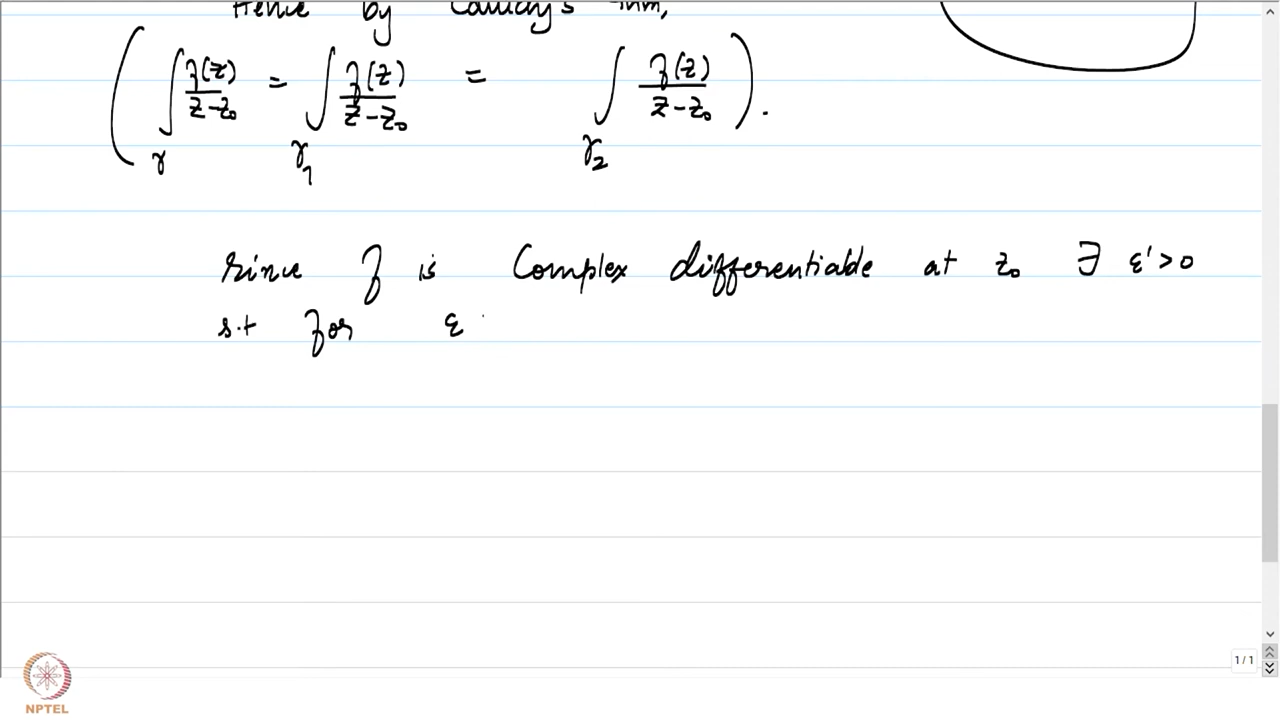 Hence by Cauchy's thm,
( ∫_γ f(z)/(z-z₀) = ∫_γ₁ f(z)/(z-z₀) = ∫_γ₂ f(z)/(z-z₀) ).
since f is Complex differentiable at z₀ ∃ ε'>0
s.t for ε
1 / 1
NPTEL